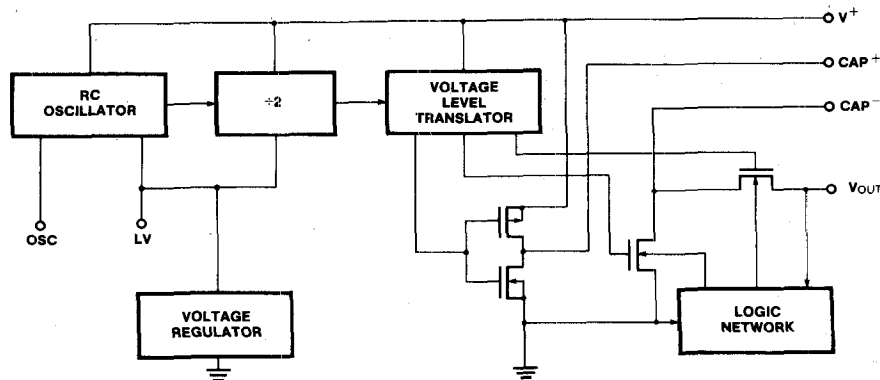 V+
CAP+
RC
OSCILLATOR
÷2
VOLTAGE
LEVEL
TRANSLATOR
CAP-
VOUT
OSC
LV
VOLTAGE
REGULATOR
LOGIC
NETWORK